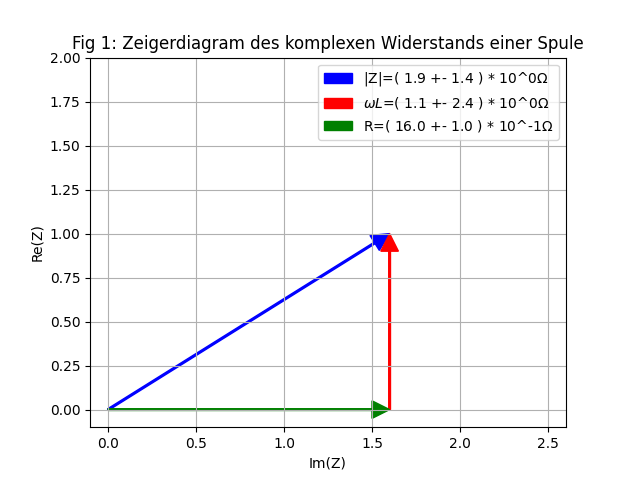 Fig 1: Zeigerdiagram des komplexen Widerstands einer Spule
|Z|=( 1.9 +- 1.4 ) * 10^0Ω
ωL=( 1.1 +- 2.4 ) * 10^0Ω
R=( 16.0 +- 1.0 ) * 10^-1Ω
2.00
1.75
1.50
1.25
1.00
0.75
0.50
0.25
0.00
Re(Z)
0.0 0.5 1.0 1.5 2.0 2.5
Im(Z)